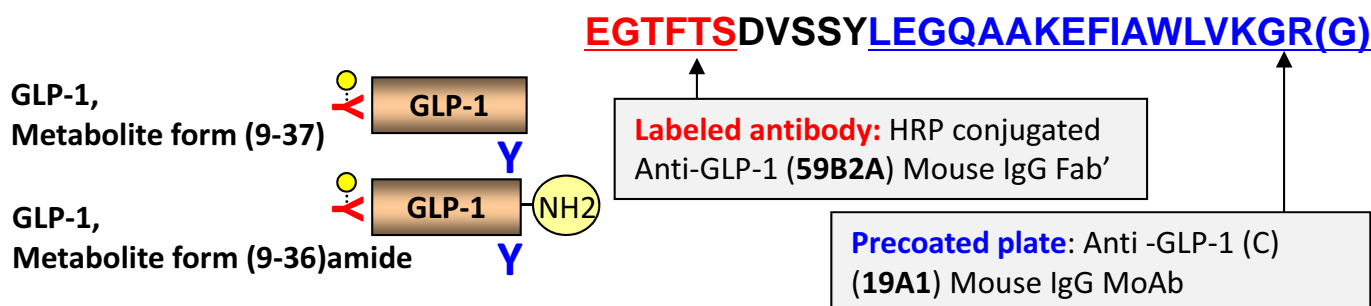 EGTFTSDVSSYLEGQAAKEFIAWLVKGR(G)
GLP-1,
Metabolite form (9-37)
GLP-1
Y
Y
Labeled antibody: HRP conjugated
Anti-GLP-1 (59B2A) Mouse IgG Fab’
GLP-1,
Metabolite form (9-36)amide
GLP-1
NH2
Y
Y
Precoated plate: Anti -GLP-1 (C)
(19A1) Mouse IgG MoAb